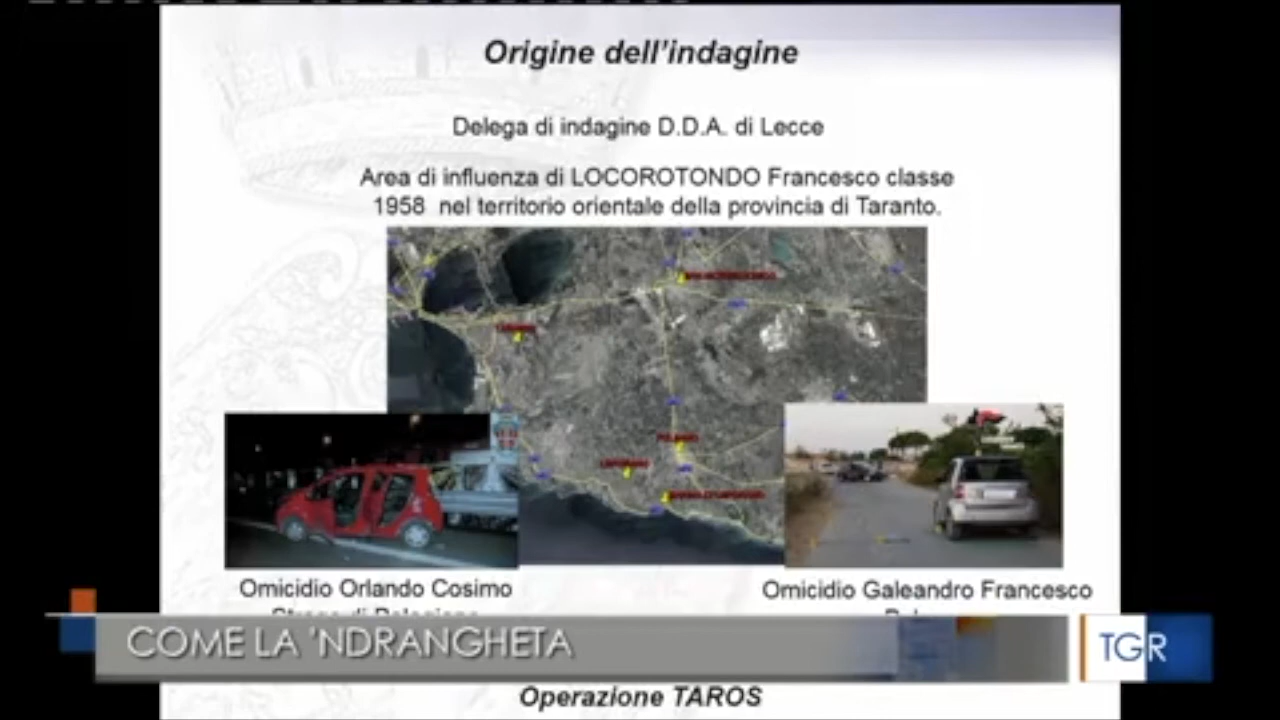 Origine dell'indagine
Delega di indagine D.D.A. di Lecce
Area di influenza di LOCOROTONDO Francesco classe
1958 nel territorio orientale della provincia di Taranto.
Omicidio Orlando Cosimo
Omicidio Galeandro Francesco
COME LA 'NDRANGHETA
TGR
Operazione TAROS